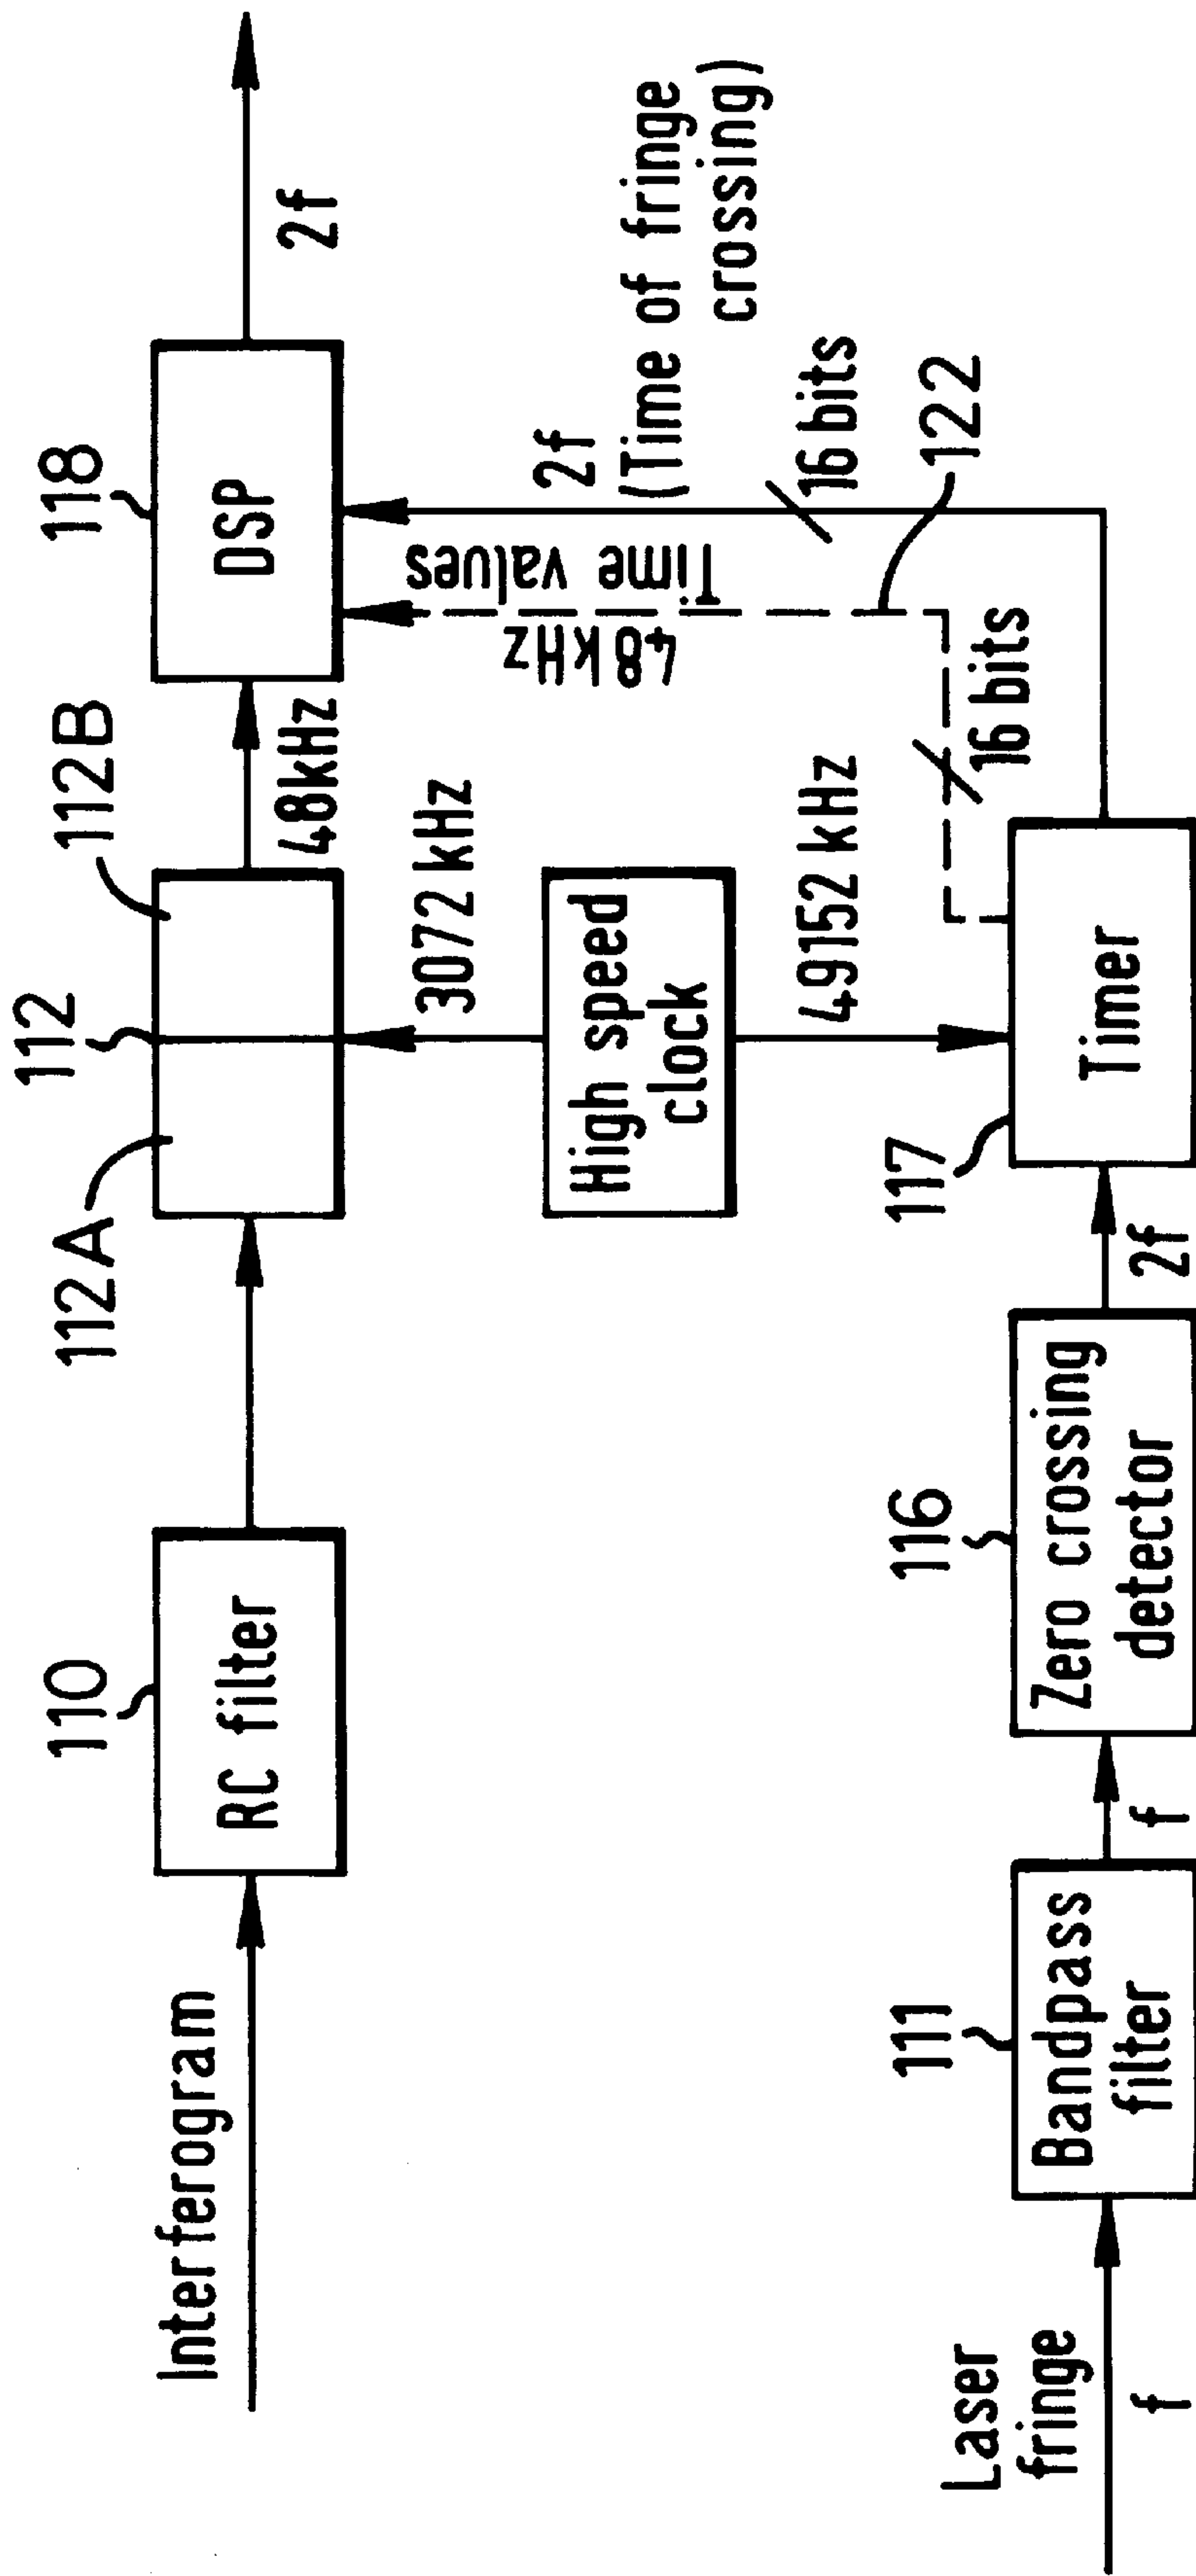 Interferogram
110
RC filter
112A
112
112B
48kHz
118
DSP
2f
3072 kHz
High speed
clock
49152 kHz
48kHz
Time values
2f
(Time of fringe
crossing)
16 bits
122
16 bits
Laser
fringe
f
111
Bandpass
filter
f
116
Zero crossing
detector
2f
117
Timer